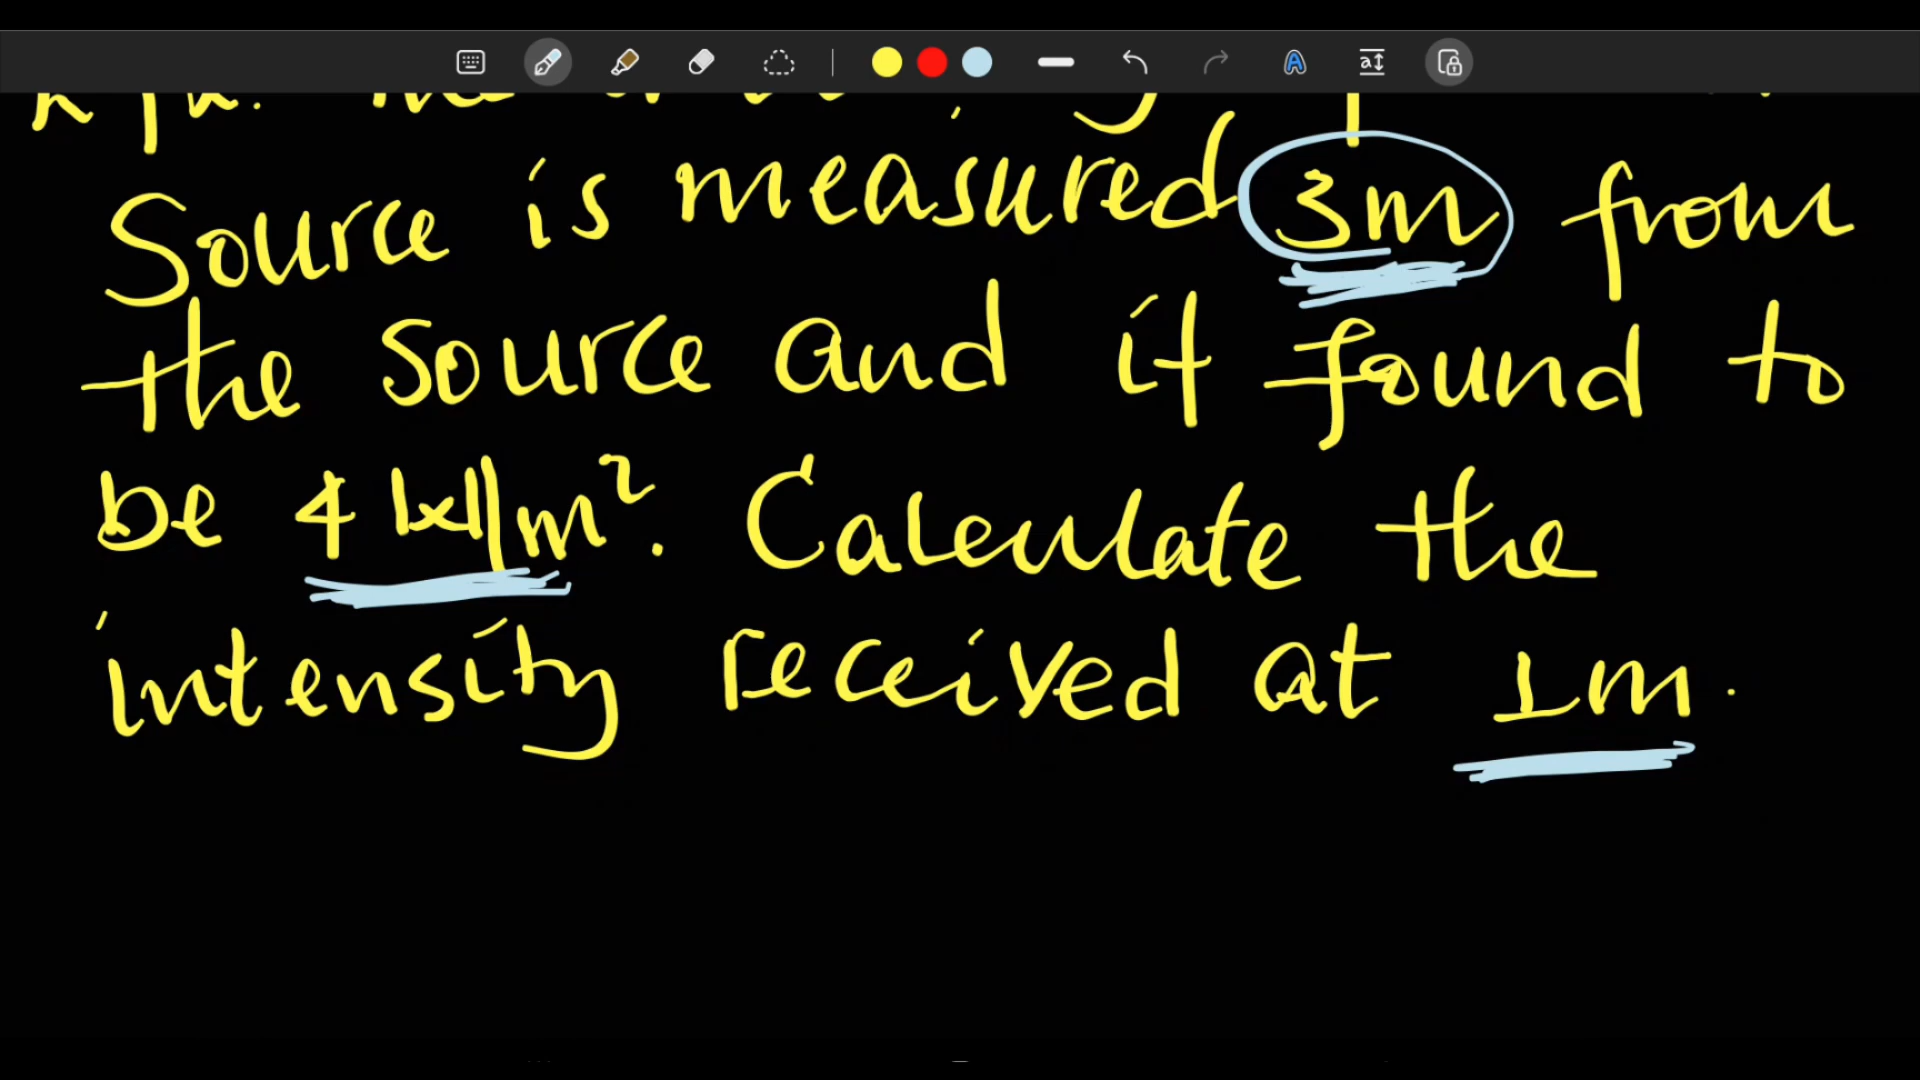 Source is measured 3m from
the source and it found to
be 4 W/m². Calculate the
intensity received at 1m.